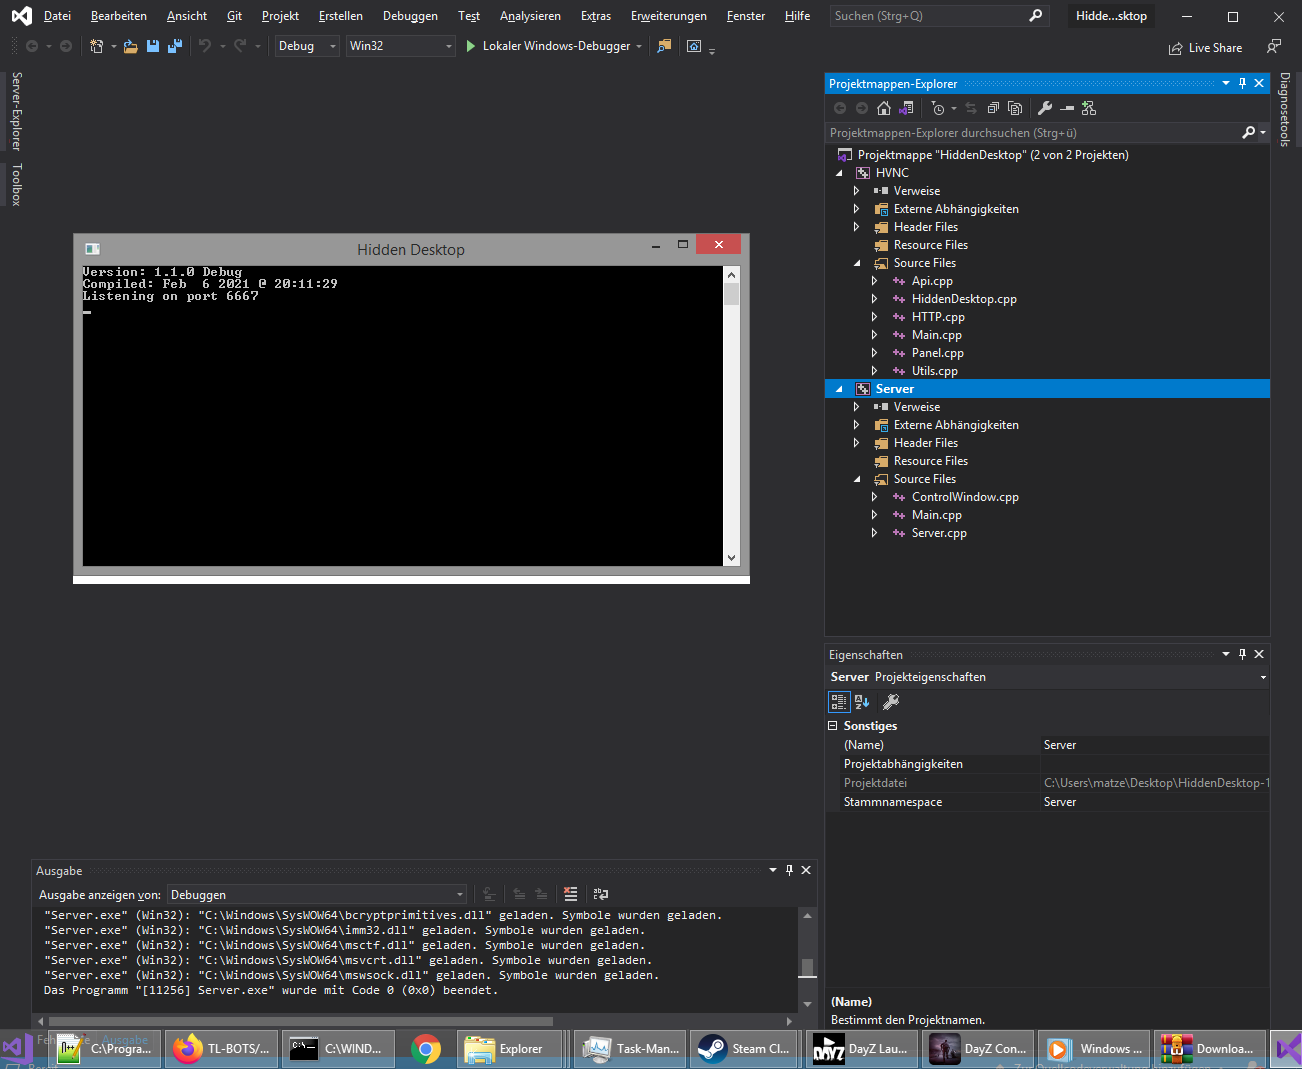 Datei Bearbeiten Ansicht Git Projekt Erstellen Debuggen Test Analysieren Extras Erweiterungen Fenster Hilfe Suchen (Strg+Q) Hidde...sktop
Debug Win32 Lokaler Windows-Debugger Live Share
Server-Explorer
Toolbox
Hidden Desktop
Version: 1.1.0 Debug
Compiled: Feb  6 2021 @ 20:11:29
Listening on port 6667
Projektmappen-Explorer
Projektmappen-Explorer durchsuchen (Strg+ü)
Projektmappe "HiddenDesktop" (2 von 2 Projekten)
HVNC
Verweise
Externe Abhängigkeiten
Header Files
Resource Files
Source Files
Api.cpp
HiddenDesktop.cpp
HTTP.cpp
Main.cpp
Panel.cpp
Utils.cpp
Server
Verweise
Externe Abhängigkeiten
Header Files
Resource Files
Source Files
ControlWindow.cpp
Main.cpp
Server.cpp
Diagnosetools
Eigenschaften
Server Projekteigenschaften
Sonstiges
(Name) Server
Projektabhängigkeiten
Projektdatei C:\Users\matze\Desktop\HiddenDesktop-1
Stammnamespace Server
(Name)
Bestimmt den Projektnamen.
Ausgabe
Ausgabe anzeigen von: Debuggen
"Server.exe" (Win32): "C:\Windows\SysWOW64\bcryptprimitives.dll" geladen. Symbole wurden geladen.
"Server.exe" (Win32): "C:\Windows\SysWOW64\imm32.dll" geladen. Symbole wurden geladen.
"Server.exe" (Win32): "C:\Windows\SysWOW64\msctf.dll" geladen. Symbole wurden geladen.
"Server.exe" (Win32): "C:\Windows\SysWOW64\msvcrt.dll" geladen. Symbole wurden geladen.
"Server.exe" (Win32): "C:\Windows\SysWOW64\mswsock.dll" geladen. Symbole wurden geladen.
Das Programm "[11256] Server.exe" wurde mit Code 0 (0x0) beendet.
Ausgabe
C:\Progra... TL-BOTS/... C:\WIND... Explorer Task-Man... Steam Cl... DayZ Lau... DayZ Con... Windows ... Downloa...